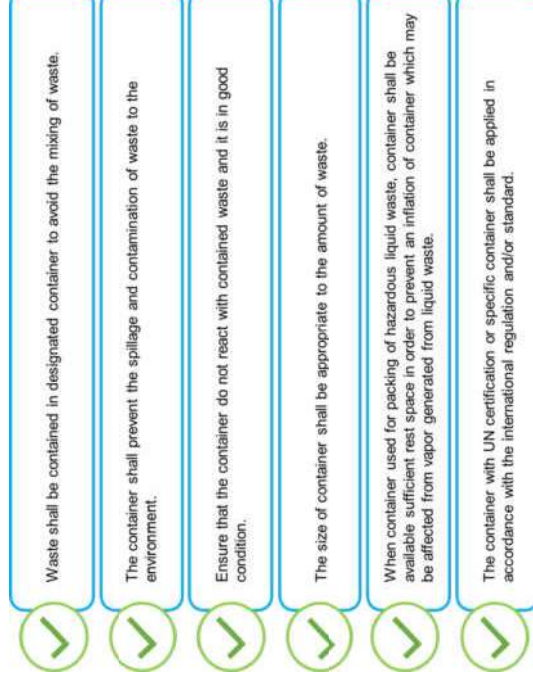 Waste shall be contained in designated container to avoid the mixing of waste.
The container shall prevent the spillage and contamination of waste to the
environment.
Ensure that the container do not react with contained waste and it is in good
condition.
The size of container shall be appropriate to the amount of waste.
When container used for packing of hazardous liquid waste, container shall be
available sufficient rest space in order to prevent an inflation of container which may
be affected from vapor generated from liquid waste.
The container with UN certification or specific container shall be applied in
accordance with the international regulation and/or standard.